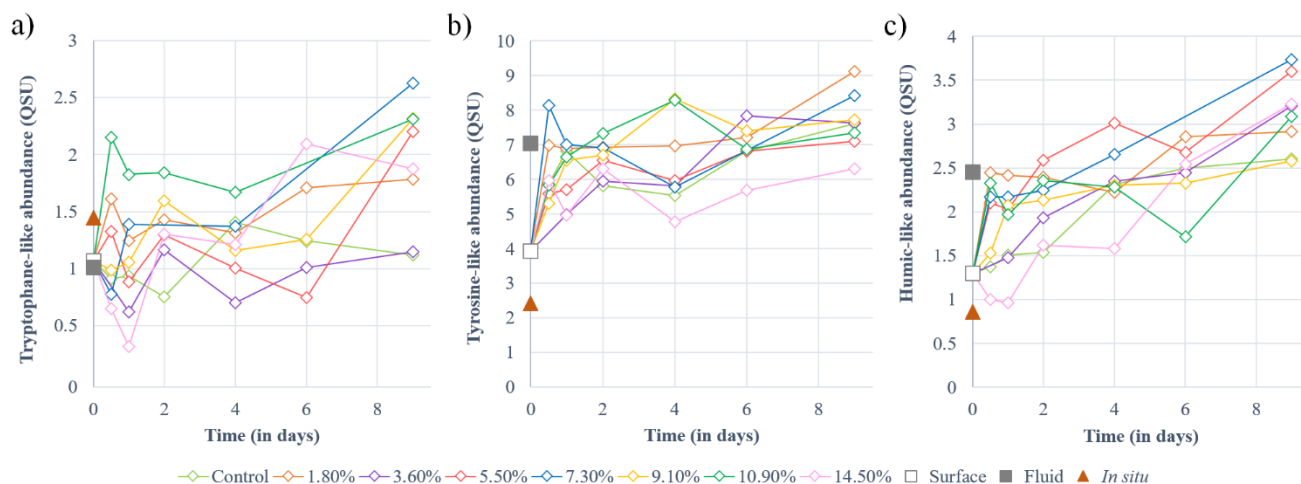 a)
Tryptophane-like abundance (QSU)
3
2.5
2
1.5
1
0.5
0
0 2 4 6 8
Time (in days)
b)
Tyrosine-like abundance (QSU)
10
9
8
7
6
5
4
3
2
1
0
0 2 4 6 8
Time (in days)
c)
Humic-like abundance (QSU)
4
3.5
3
2.5
2
1.5
1
0.5
0
0 2 4 6 8
Time (in days)
Control 1.80% 3.60% 5.50% 7.30% 9.10% 10.90% 14.50% Surface Fluid In situ